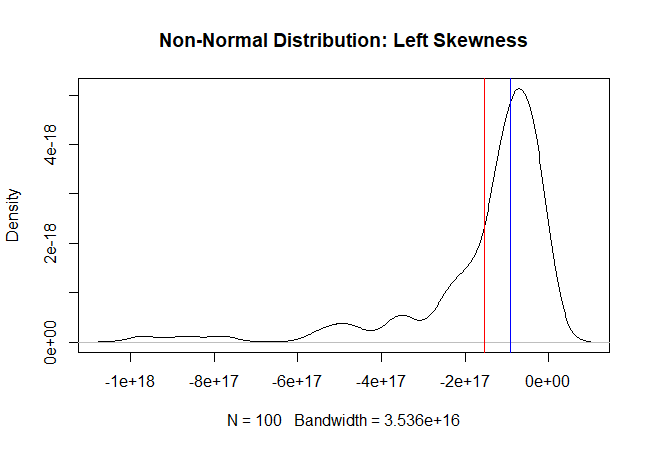 Non-Normal Distribution: Left Skewness
Density
4e-18
2e-18
0e+00
-1e+18
-8e+17
-6e+17
-4e+17
-2e+17
0e+00
N = 100 Bandwidth = 3.536e+16